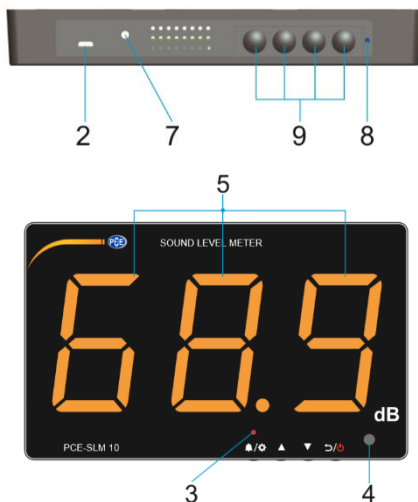 2 7 9 8
5
PCE SOUND LEVEL METER
68.9
dB
PCE-SLM 10
3 4